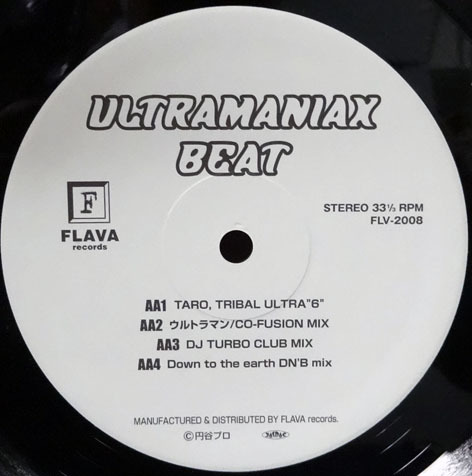 ULTRAMANIAX
BEAT
F
FLAVA
records
STEREO 33⅓ RPM
FLV-2008
AA1 TARO, TRIBAL ULTRA"6"
AA2 ウルトラマン/CO-FUSION MIX
AA3 DJ TURBO CLUB MIX
AA4 Down to the earth DN'B mix
MANUFACTURED & DISTRIBUTED BY FLAVA records.
©円谷プロ